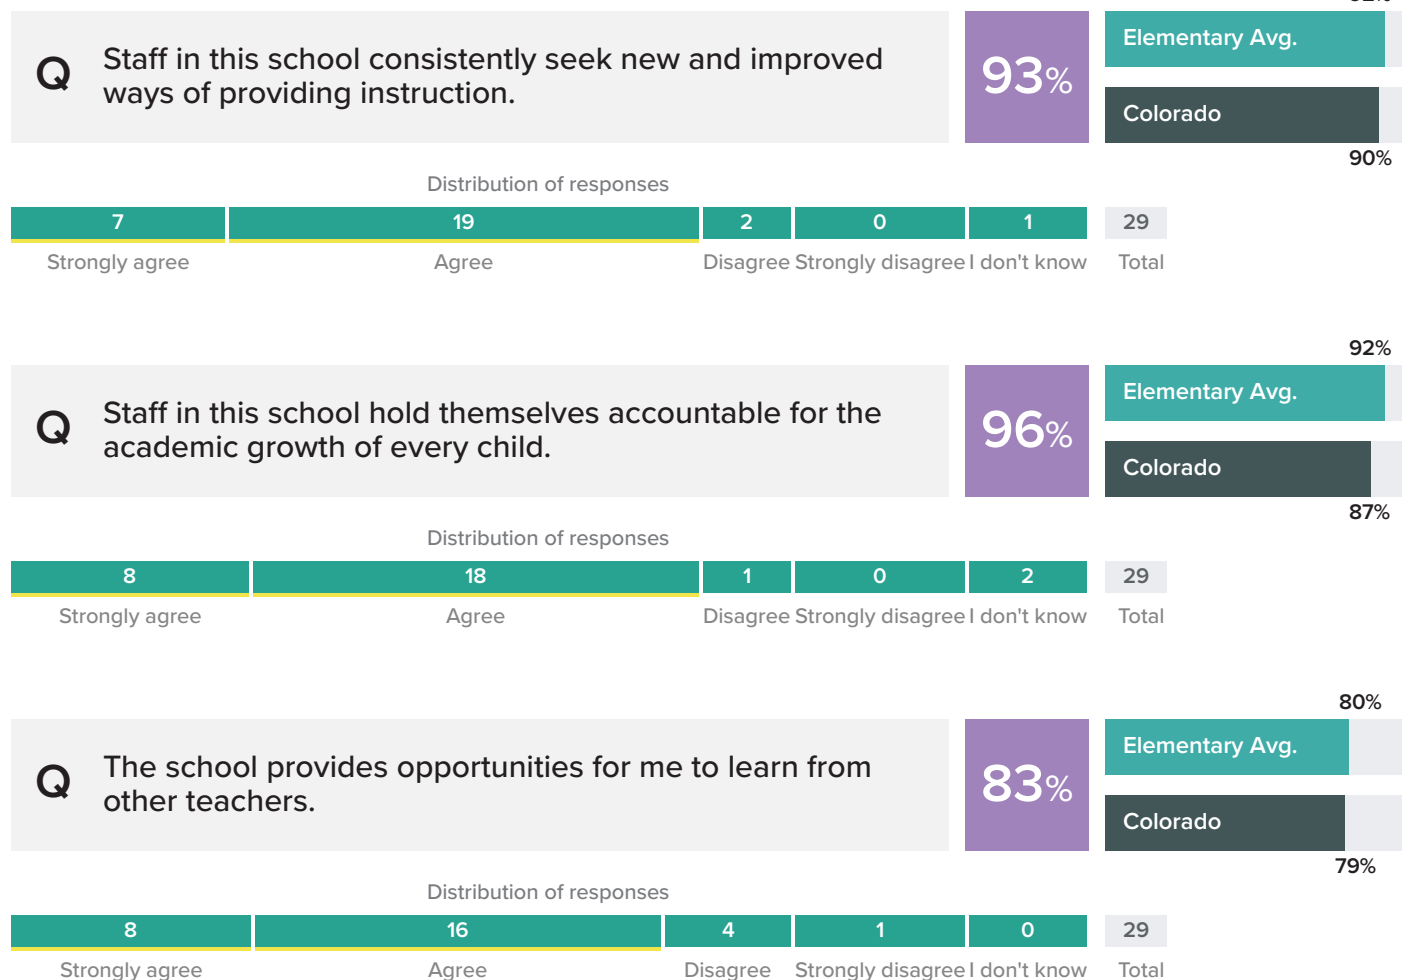 Q
Staff in this school consistently seek new and improved
ways of providing instruction.
93%
Elementary Avg.
Colorado
90%
Distribution of responses
7 19 2 0 1 29
Strongly agree Agree Disagree Strongly disagree I don't know Total
92%
Q
Staff in this school hold themselves accountable for the
academic growth of every child.
96%
Elementary Avg.
Colorado
87%
Distribution of responses
8 18 1 0 2 29
Strongly agree Agree Disagree Strongly disagree I don't know Total
80%
Q
The school provides opportunities for me to learn from
other teachers.
83%
Elementary Avg.
Colorado
79%
Distribution of responses
8 16 4 1 0 29
Strongly agree Agree Disagree Strongly disagree I don't know Total